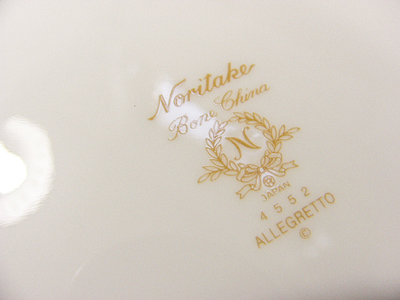 Noritake
Bone China
N
®
JAPAN
4552
ALLEGRETTO
©